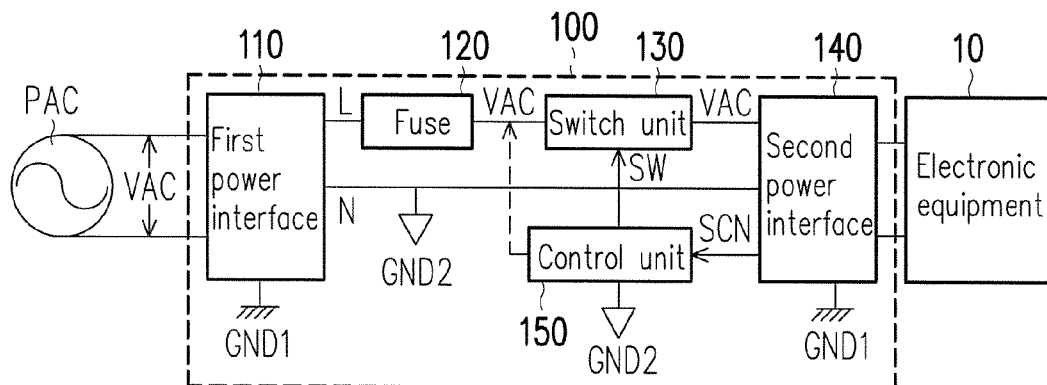 100
110
120
130
140
10
PAC
VAC
First
power
interface
L
Fuse
VAC
Switch unit
VAC
Second
power
interface
Electronic
equipment
N
SW
GND2
Control unit
SCN
150
GND1
GND2
GND1